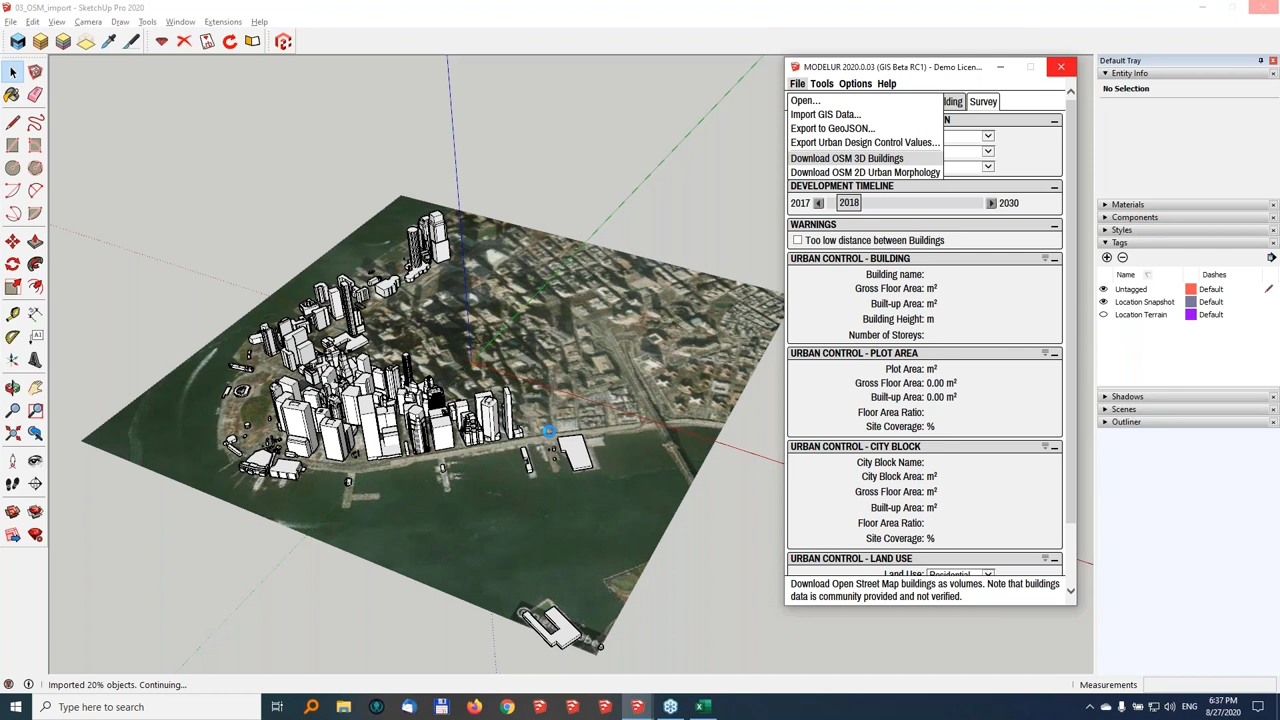 03_OSM_import - SketchUp Pro 2020
File Edit View Camera Draw Tools Window Extensions Help
MODELUR 2020.0.03 (GIS Beta RC1) - Demo Licen...
File Tools Options Help
Open...
Import GIS Data...
Export to GeoJSON...
Export Urban Design Control Values...
Download OSM 3D Buildings
Download OSM 2D Urban Morphology
Survey
DEVELOPMENT TIMELINE
2017 2018 2030
WARNINGS
Too low distance between Buildings
URBAN CONTROL - BUILDING
Building name:
Gross Floor Area: m²
Built-up Area: m²
Building Height: m
Number of Storeys:
URBAN CONTROL - PLOT AREA
Plot Area: m²
Gross Floor Area: 0.00 m²
Built-up Area: 0.00 m²
Floor Area Ratio:
Site Coverage: %
URBAN CONTROL - CITY BLOCK
City Block Name:
City Block Area: m²
Gross Floor Area: m²
Built-up Area: m²
Floor Area Ratio:
Site Coverage: %
URBAN CONTROL - LAND USE
Land Use: Residential
Download Open Street Map buildings as volumes. Note that buildings
data is community provided and not verified.
Default Tray
Entity Info
No Selection
Materials
Components
Styles
Tags
Name Dashes
Untagged Default
Location Snapshot Default
Location Terrain Default
Shadows
Scenes
Outliner
Imported 20% objects. Continuing...
Measurements
Type here to search
ENG
6:37 PM
8/27/2020